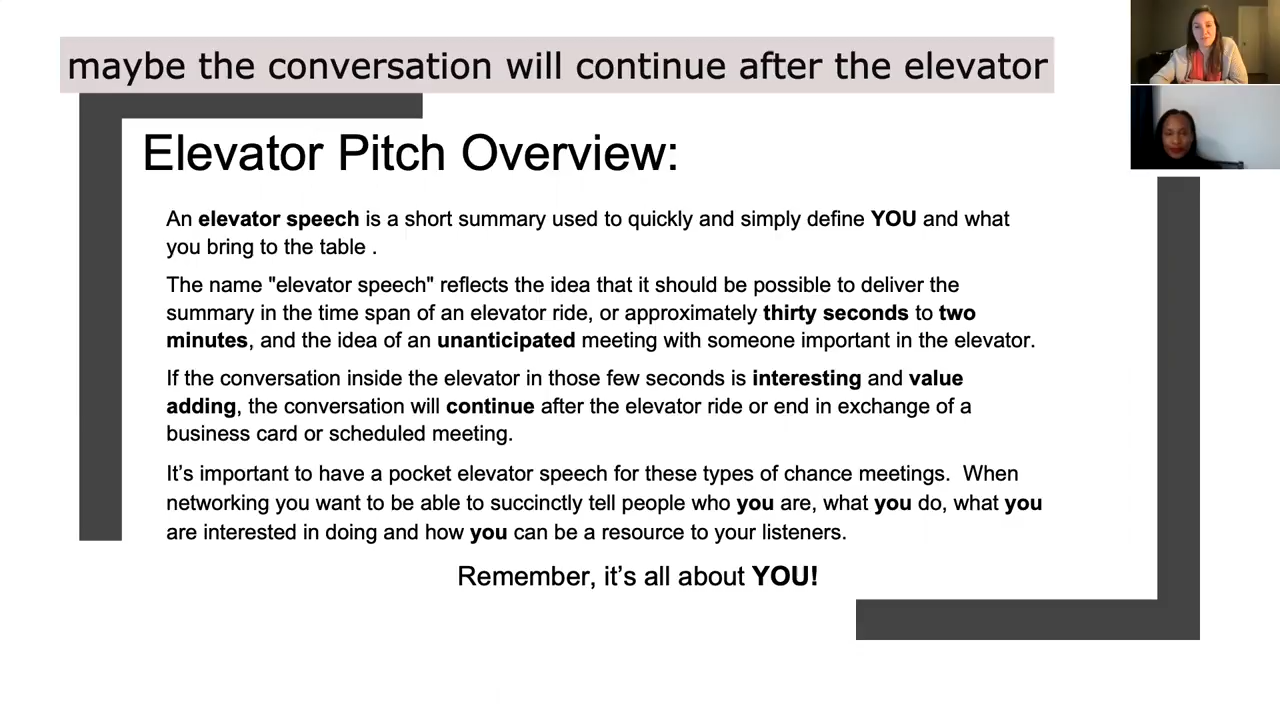 maybe the conversation will continue after the elevator
Elevator Pitch Overview:
An elevator speech is a short summary used to quickly and simply define YOU and what
you bring to the table .
The name "elevator speech" reflects the idea that it should be possible to deliver the
summary in the time span of an elevator ride, or approximately thirty seconds to two
minutes, and the idea of an unanticipated meeting with someone important in the elevator.
If the conversation inside the elevator in those few seconds is interesting and value
adding, the conversation will continue after the elevator ride or end in exchange of a
business card or scheduled meeting.
It’s important to have a pocket elevator speech for these types of chance meetings.  When
networking you want to be able to succinctly tell people who you are, what you do, what you
are interested in doing and how you can be a resource to your listeners.
Remember, it’s all about YOU!